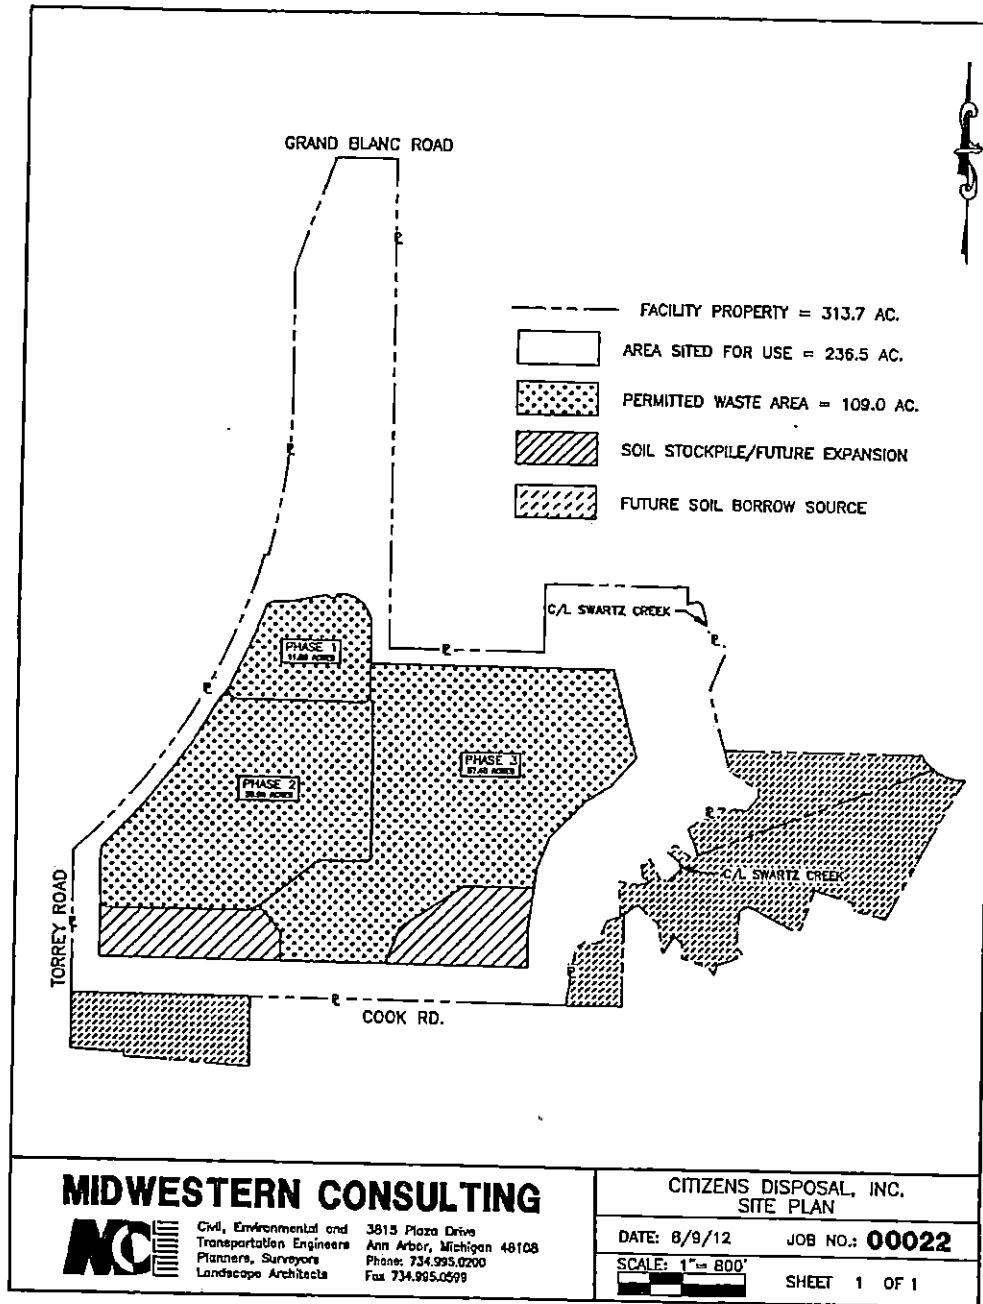 GRAND BLANC ROAD
FACILITY PROPERTY = 313.7 AC.
AREA SITED FOR USE = 236.5 AC.
PERMITTED WASTE AREA = 109.0 AC.
SOIL STOCKPILE/FUTURE EXPANSION
FUTURE SOIL BORROW SOURCE
C/L SWARTZ CREEK
PHASE 1
ACRES
PHASE 2
ACRES
PHASE 3
ACRES
C/L SWARTZ CREEK
TORREY ROAD
COOK RD.
MIDWESTERN CONSULTING
MC
Civil, Environmental and
Transportation Engineers
Planners, Surveyors
Landscape Architects
3815 Plaza Drive
Ann Arbor, Michigan 48108
Phone: 734.995.0200
Fax 734.995.0599
CITIZENS DISPOSAL, INC.
SITE PLAN
DATE: 8/9/12 JOB NO.: 00022
SCALE: 1"= 800'
SHEET 1 OF 1